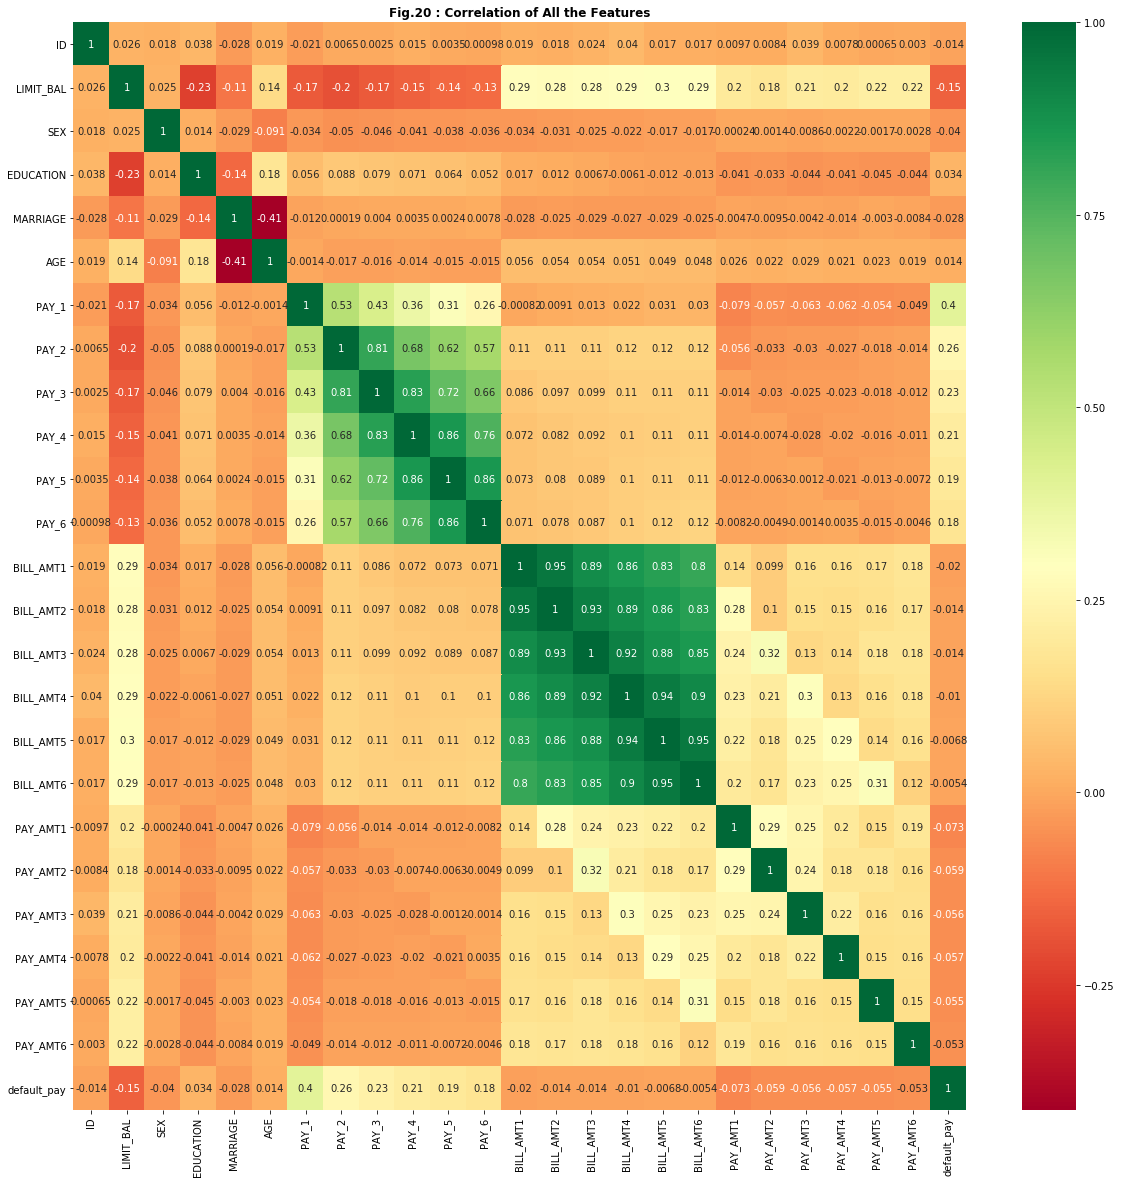 Fig.20 : Correlation of All the Features
ID 1 0.026 0.018 0.038 -0.028 0.019 -0.021 0.0065 0.0025 0.015 0.0035 0.00098 0.019 0.018 0.024 0.04 0.017 0.017 0.0097 0.0084 0.039 0.0078 0.00065 0.003 -0.014
LIMIT_BAL 0.026 1 0.025 -0.23 -0.11 0.14 -0.17 -0.2 -0.17 -0.15 -0.14 -0.13 0.29 0.28 0.28 0.29 0.3 0.29 0.2 0.18 0.21 0.2 0.22 0.22 -0.15
SEX 0.018 0.025 1 0.014 -0.029 -0.091 -0.034 -0.05 -0.046 -0.041 -0.038 -0.036 -0.034 -0.031 -0.025 -0.022 -0.017 -0.017 -0.00024 -0.0014 -0.0086 -0.0022 -0.0017 -0.0028 -0.04
EDUCATION 0.038 -0.23 0.014 1 -0.14 0.18 0.056 0.088 0.079 0.071 0.064 0.052 0.017 0.012 0.0067 -0.0061 -0.012 -0.013 -0.041 -0.033 -0.044 -0.041 -0.045 -0.044 0.034
MARRIAGE -0.028 -0.11 -0.029 -0.14 1 -0.41 -0.012 0.00019 0.004 0.0035 0.0024 0.0078 -0.028 -0.025 -0.029 -0.027 -0.029 -0.025 -0.0047 -0.0095 -0.0042 -0.014 -0.003 -0.0084 -0.028
AGE 0.019 0.14 -0.091 0.18 -0.41 1 -0.0014 -0.017 -0.016 -0.014 -0.015 -0.015 0.056 0.054 0.054 0.051 0.049 0.048 0.026 0.022 0.029 0.021 0.023 0.019 0.014
PAY_1 -0.021 -0.17 -0.034 0.056 -0.012 -0.0014 1 0.53 0.43 0.36 0.31 0.26 -0.00082 0.0091 0.013 0.022 0.031 0.03 -0.079 -0.057 -0.063 -0.062 -0.054 -0.049 0.4
PAY_2 0.0065 -0.2 -0.05 0.088 0.00019 -0.017 0.53 1 0.81 0.68 0.62 0.57 0.11 0.11 0.11 0.12 0.12 0.12 -0.056 -0.033 -0.03 -0.027 -0.018 -0.014 0.26
PAY_3 0.0025 -0.17 -0.046 0.079 0.004 -0.016 0.43 0.81 1 0.83 0.72 0.66 0.086 0.097 0.099 0.11 0.11 0.11 -0.014 -0.03 -0.025 -0.023 -0.018 -0.012 0.23
PAY_4 0.015 -0.15 -0.041 0.071 0.0035 -0.014 0.36 0.68 0.83 1 0.86 0.76 0.072 0.082 0.092 0.1 0.11 0.11 -0.014 -0.0074 -0.028 -0.02 -0.016 -0.011 0.21
PAY_5 0.0035 -0.14 -0.038 0.064 0.0024 -0.015 0.31 0.62 0.72 0.86 1 0.86 0.073 0.08 0.089 0.1 0.11 0.11 -0.012 -0.0063 -0.0012 -0.021 -0.013 -0.0072 0.19
PAY_6 0.00098 -0.13 -0.036 0.052 0.0078 -0.015 0.26 0.57 0.66 0.76 0.86 1 0.071 0.078 0.087 0.1 0.12 0.12 -0.0082 -0.0049 -0.0014 0.0035 -0.015 -0.0046 0.18
BILL_AMT1 0.019 0.29 -0.034 0.017 -0.028 0.056 -0.00082 0.11 0.086 0.072 0.073 0.071 1 0.95 0.89 0.86 0.83 0.8 0.14 0.099 0.16 0.16 0.17 0.18 -0.02
BILL_AMT2 0.018 0.28 -0.031 0.012 -0.025 0.054 0.0091 0.11 0.097 0.082 0.08 0.078 0.95 1 0.93 0.89 0.86 0.83 0.28 0.1 0.15 0.15 0.16 0.17 -0.014
BILL_AMT3 0.024 0.28 -0.025 0.0067 -0.029 0.054 0.013 0.11 0.099 0.092 0.089 0.087 0.89 0.93 1 0.92 0.88 0.85 0.24 0.32 0.13 0.14 0.18 0.18 -0.014
BILL_AMT4 0.04 0.29 -0.022 -0.0061 -0.027 0.051 0.022 0.12 0.11 0.1 0.1 0.1 0.86 0.89 0.92 1 0.94 0.9 0.23 0.21 0.3 0.13 0.16 0.18 -0.01
BILL_AMT5 0.017 0.3 -0.017 -0.012 -0.029 0.049 0.031 0.12 0.11 0.11 0.11 0.12 0.83 0.86 0.88 0.94 1 0.95 0.22 0.18 0.25 0.29 0.14 0.16 -0.0068
BILL_AMT6 0.017 0.29 -0.017 -0.013 -0.025 0.048 0.03 0.12 0.11 0.11 0.11 0.12 0.8 0.83 0.85 0.9 0.95 1 0.2 0.17 0.23 0.25 0.31 0.12 -0.0054
PAY_AMT1 0.0097 0.2 -0.00024 -0.041 -0.0047 0.026 -0.079 -0.056 -0.014 -0.014 -0.012 -0.0082 0.14 0.28 0.24 0.23 0.22 0.2 1 0.29 0.25 0.2 0.15 0.19 -0.073
PAY_AMT2 0.0084 0.18 -0.0014 -0.033 -0.0095 0.022 -0.057 -0.033 -0.03 -0.0074 -0.0063 -0.0049 0.099 0.1 0.32 0.21 0.18 0.17 0.29 1 0.24 0.18 0.18 0.16 -0.059
PAY_AMT3 0.039 0.21 -0.0086 -0.044 -0.0042 0.029 -0.063 -0.03 -0.025 -0.028 -0.0012 -0.0014 0.16 0.15 0.13 0.3 0.25 0.23 0.25 0.24 1 0.22 0.16 0.16 -0.056
PAY_AMT4 0.0078 0.2 -0.0022 -0.041 -0.014 0.021 -0.062 -0.027 -0.023 -0.02 -0.021 0.0035 0.16 0.15 0.14 0.13 0.29 0.25 0.2 0.18 0.22 1 0.15 0.16 -0.057
PAY_AMT5 0.00065 0.22 -0.0017 -0.045 -0.003 0.023 -0.054 -0.018 -0.018 -0.016 -0.013 -0.015 0.17 0.16 0.18 0.16 0.14 0.31 0.15 0.18 0.16 0.15 1 0.15 -0.055
PAY_AMT6 0.003 0.22 -0.0028 -0.044 -0.0084 0.019 -0.049 -0.014 -0.012 -0.011 -0.0072 -0.0046 0.18 0.17 0.18 0.18 0.16 0.12 0.19 0.16 0.16 0.16 0.15 1 -0.053
default_pay -0.014 -0.15 -0.04 0.034 -0.028 0.014 0.4 0.26 0.23 0.21 0.19 0.18 -0.02 -0.014 -0.014 -0.01 -0.0068 -0.0054 -0.073 -0.059 -0.056 -0.057 -0.055 -0.053 1
ID LIMIT_BAL SEX EDUCATION MARRIAGE AGE PAY_1 PAY_2 PAY_3 PAY_4 PAY_5 PAY_6 BILL_AMT1 BILL_AMT2 BILL_AMT3 BILL_AMT4 BILL_AMT5 BILL_AMT6 PAY_AMT1 PAY_AMT2 PAY_AMT3 PAY_AMT4 PAY_AMT5 PAY_AMT6 default_pay
1.00
0.75
0.50
0.25
0.00
−0.25